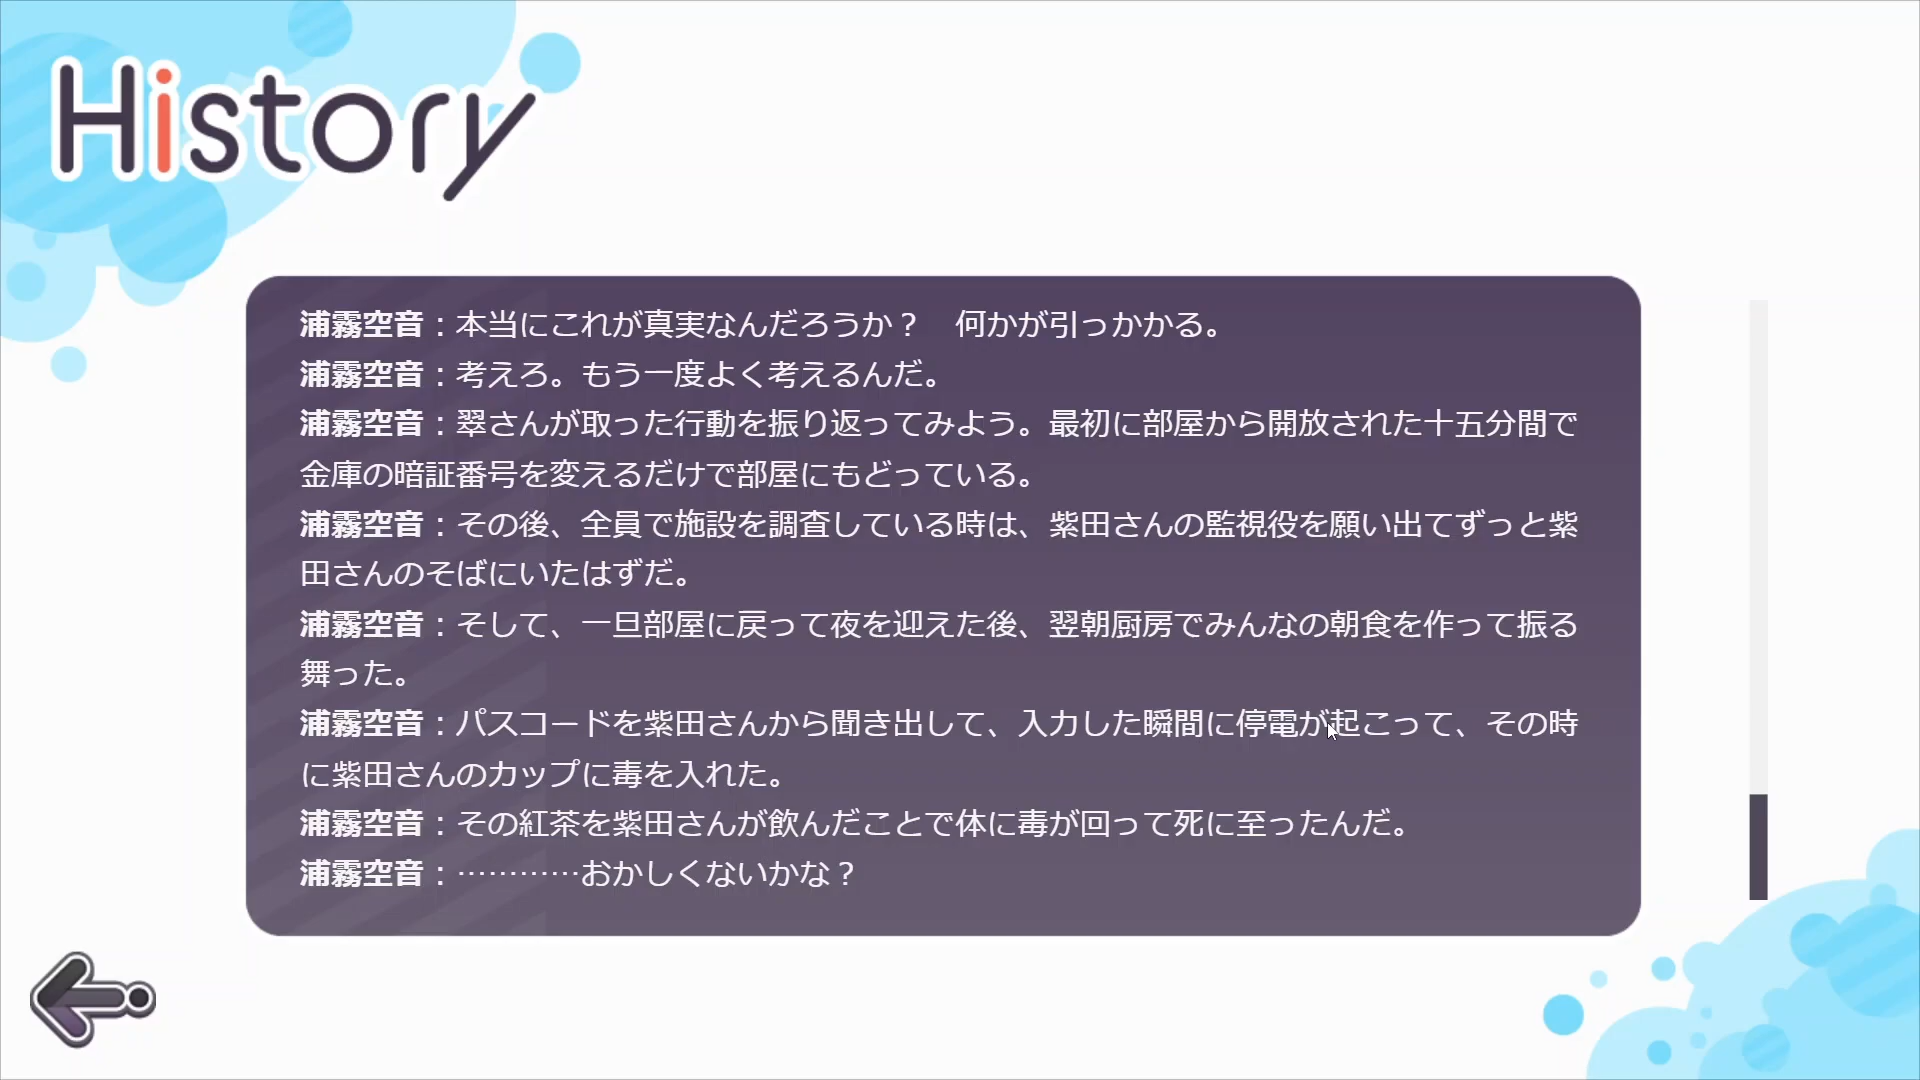 History
浦霧空音：本当にこれが真実なんだろうか？　何かが引っかかる。
浦霧空音：考えろ。もう一度よく考えるんだ。
浦霧空音：翠さんが取った行動を振り返ってみよう。最初に部屋から開放された十五分間で
金庫の暗証番号を変えるだけで部屋にもどっている。
浦霧空音：その後、全員で施設を調査している時は、紫田さんの監視役を願い出てずっと紫
田さんのそばにいたはずだ。
浦霧空音：そして、一旦部屋に戻って夜を迎えた後、翌朝厨房でみんなの朝食を作って振る
舞った。
浦霧空音：パスコードを紫田さんから聞き出して、入力した瞬間に停電が起こって、その時
に紫田さんのカップに毒を入れた。
浦霧空音：その紅茶を紫田さんが飲んだことで体に毒が回って死に至ったんだ。
浦霧空音：…………おかしくないかな？